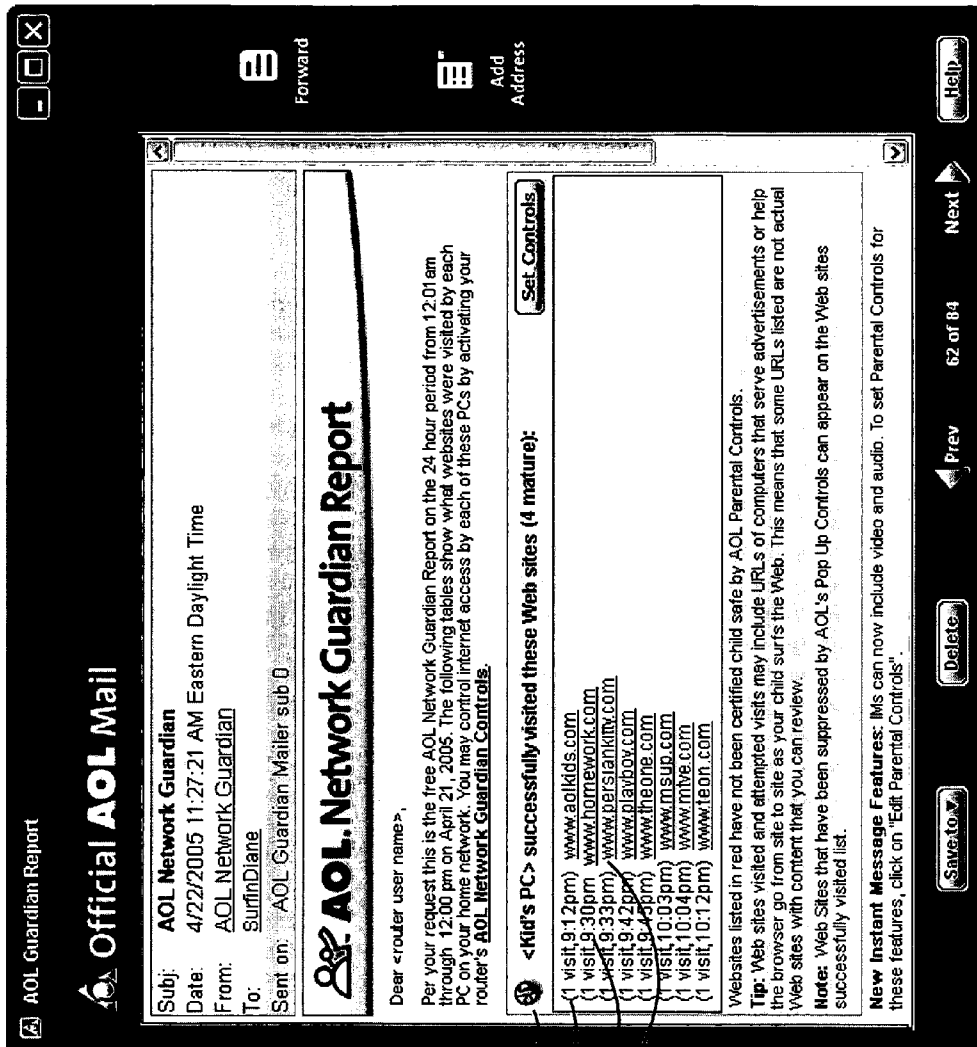 AOL Guardian Report
Official AOL Mail
Subj: AOL Network Guardian
Date: 4/22/2005 11:27:21 AM Eastern Daylight Time
From: AOL Network Guardian
To: SurfinDiane
Sent on: AOL Guardian Mailer sub 0
AOL. Network Guardian Report
Dear <router user name>,
Per your request this is the free AOL Network Guardian Report on the 24 hour period from 12:01am
through 12:00 pm on April 21, 2005. The following tables show what websites were visited by each
PC on your home network. You may control internet access by each of these PCs by activating your
router's AOL Network Guardian Controls.
<Kid's PC> successfully visited these Web sites (4 mature):
Set Controls
(1 visit,9:12pm) www.aolkids.com
(1 visit,9:30pm www.homework.com
(1 visit,9:33pm) www.persiankitty.com
(1 visit,9:42pm) www.playboy.com
(1 visit,9:43pm) www.theone.com
(1 visit,10:03pm) www.msup.com
(1 visit,10:04pm) www.mtve.com
(1 visit,10:12pm) www.teen.com
Websites listed in red have not been certified child safe by AOL Parental Controls.
Tip: Web sites visited and attempted visits may include URLs of computers that serve advertisements or help
the browser go from site to site as your child surfs the Web. This means that some URLs listed are not actual
Web sites with content that you can review.
Note: Web Sites that have been suppressed by AOL's Pop Up Controls can appear on the Web sites
successfully visited list.
New Instant Message Features: IMs can now include video and audio. To set Parental Controls for
these features, click on "Edit Parental Controls".
Forward
Add
Address
Save to
Delete
Prev
62 of 84
Next
Help